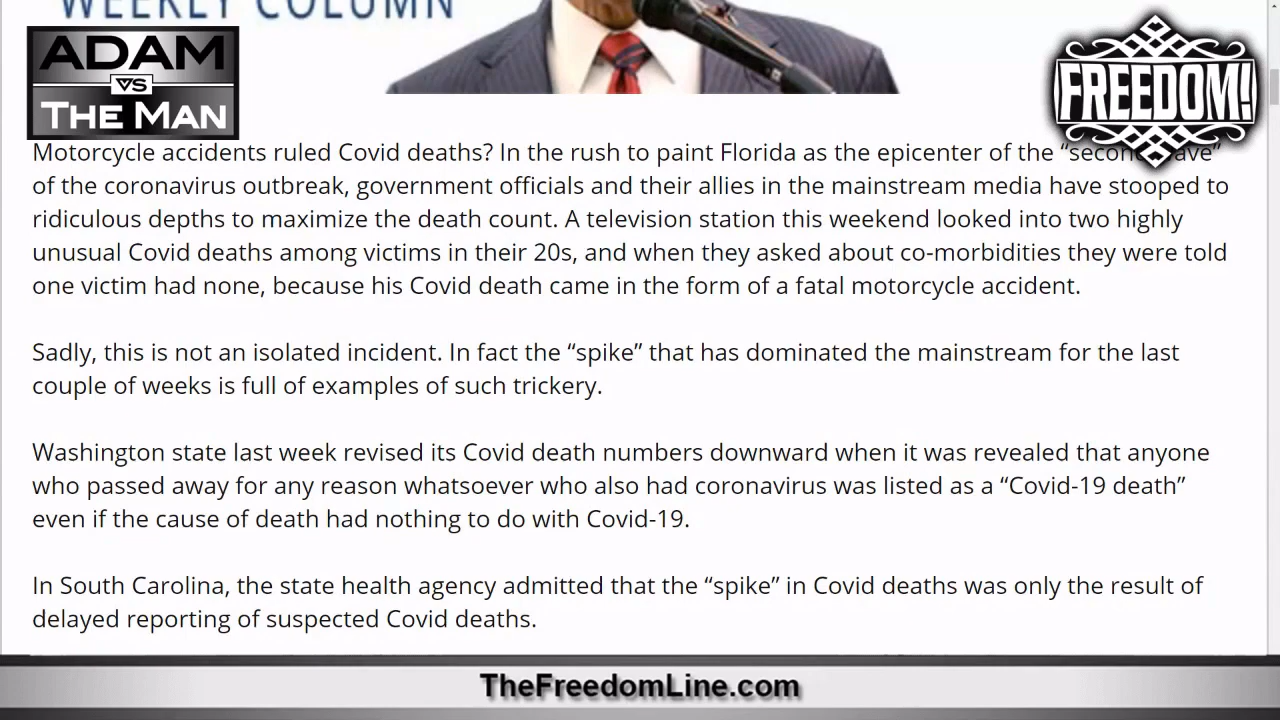 WEEKLY COLUMN
ADAM
VS
THE MAN
FREEDOM!
Motorcycle accidents ruled Covid deaths? In the rush to paint Florida as the epicenter of the “second wave”
of the coronavirus outbreak, government officials and their allies in the mainstream media have stooped to
ridiculous depths to maximize the death count. A television station this weekend looked into two highly
unusual Covid deaths among victims in their 20s, and when they asked about co-morbidities they were told
one victim had none, because his Covid death came in the form of a fatal motorcycle accident.
Sadly, this is not an isolated incident. In fact the “spike” that has dominated the mainstream for the last
couple of weeks is full of examples of such trickery.
Washington state last week revised its Covid death numbers downward when it was revealed that anyone
who passed away for any reason whatsoever who also had coronavirus was listed as a “Covid-19 death”
even if the cause of death had nothing to do with Covid-19.
In South Carolina, the state health agency admitted that the “spike” in Covid deaths was only the result of
delayed reporting of suspected Covid deaths.
TheFreedomLine.com